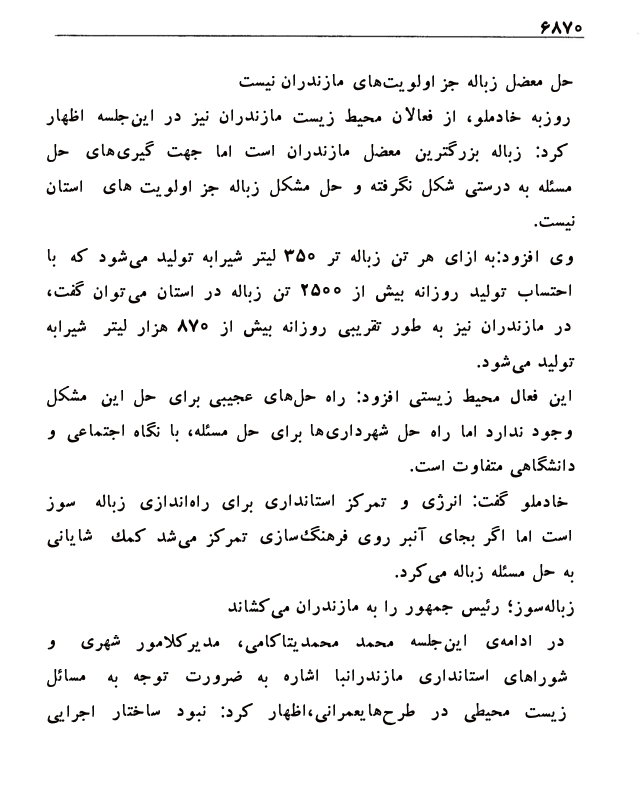 ۶۸۷۰
حل معضل زباله جز اولویت‌های مازندران نیست
روزبه خادملو، از فعالان محیط زیست مازندران نیز در این‌جلسه اظهار
کرد: زباله بزرگترین معضل مازندران است اما جهت گیری‌های حل
مسئله به درستی شکل نگرفته و حل مشکل زباله جز اولویت های استان
نیست.
وی افزود:به ازای هر تن زباله تر ۳۵۰ لیتر شیرابه تولید می‌شود که با
احتساب تولید روزانه بیش از ۲۵۰۰ تن زباله در استان می‌توان گفت،
در مازندران نیز به طور تقریبی روزانه بیش از ۸۷۰ هزار لیتر شیرابه
تولید می‌شود.
این فعال محیط زیستی افزود: راه حل‌های عجیبی برای حل این مشکل
وجود ندارد اما راه حل شهرداری‌ها برای حل مسئله، با نگاه اجتماعی و
دانشگاهی متفاوت است.
خادملو گفت: انرژی و تمرکز استانداری برای راه‌اندازی زباله سوز
است اما اگر بجای آنبر روی فرهنگ‌سازی تمرکز می‌شد کمك شایانی
به حل مسئله زباله می‌کرد.
زباله‌سوز؛ رئیس جمهور را به مازندران می‌کشاند
در ادامه‌ی این‌جلسه محمد محمدیتاکامی، مدیرکلامور شهری و
شوراهای استانداری مازندرانبا اشاره به ضرورت توجه به مسائل
زیست محیطی در طرح‌هایعمرانی،اظهار کرد: نبود ساختار اجرایی